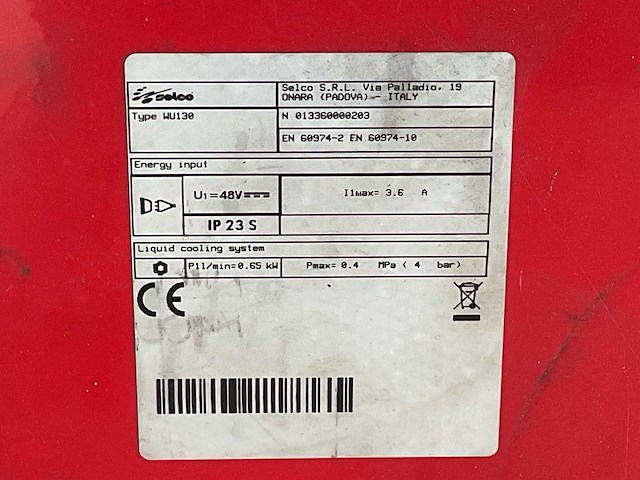 selco
Selco S.R.L. Via Palladio, 19
ONARA (PADOVA) - ITALY
Type WU130
N 013360000203
EN 60974-2 EN 60974-10
Energy input
U1=48V
I1max= 3.6 A
IP 23 S
Liquid cooling system
P1l/min=0.65 kW
Pmax= 0.4 MPa ( 4 bar)
CE